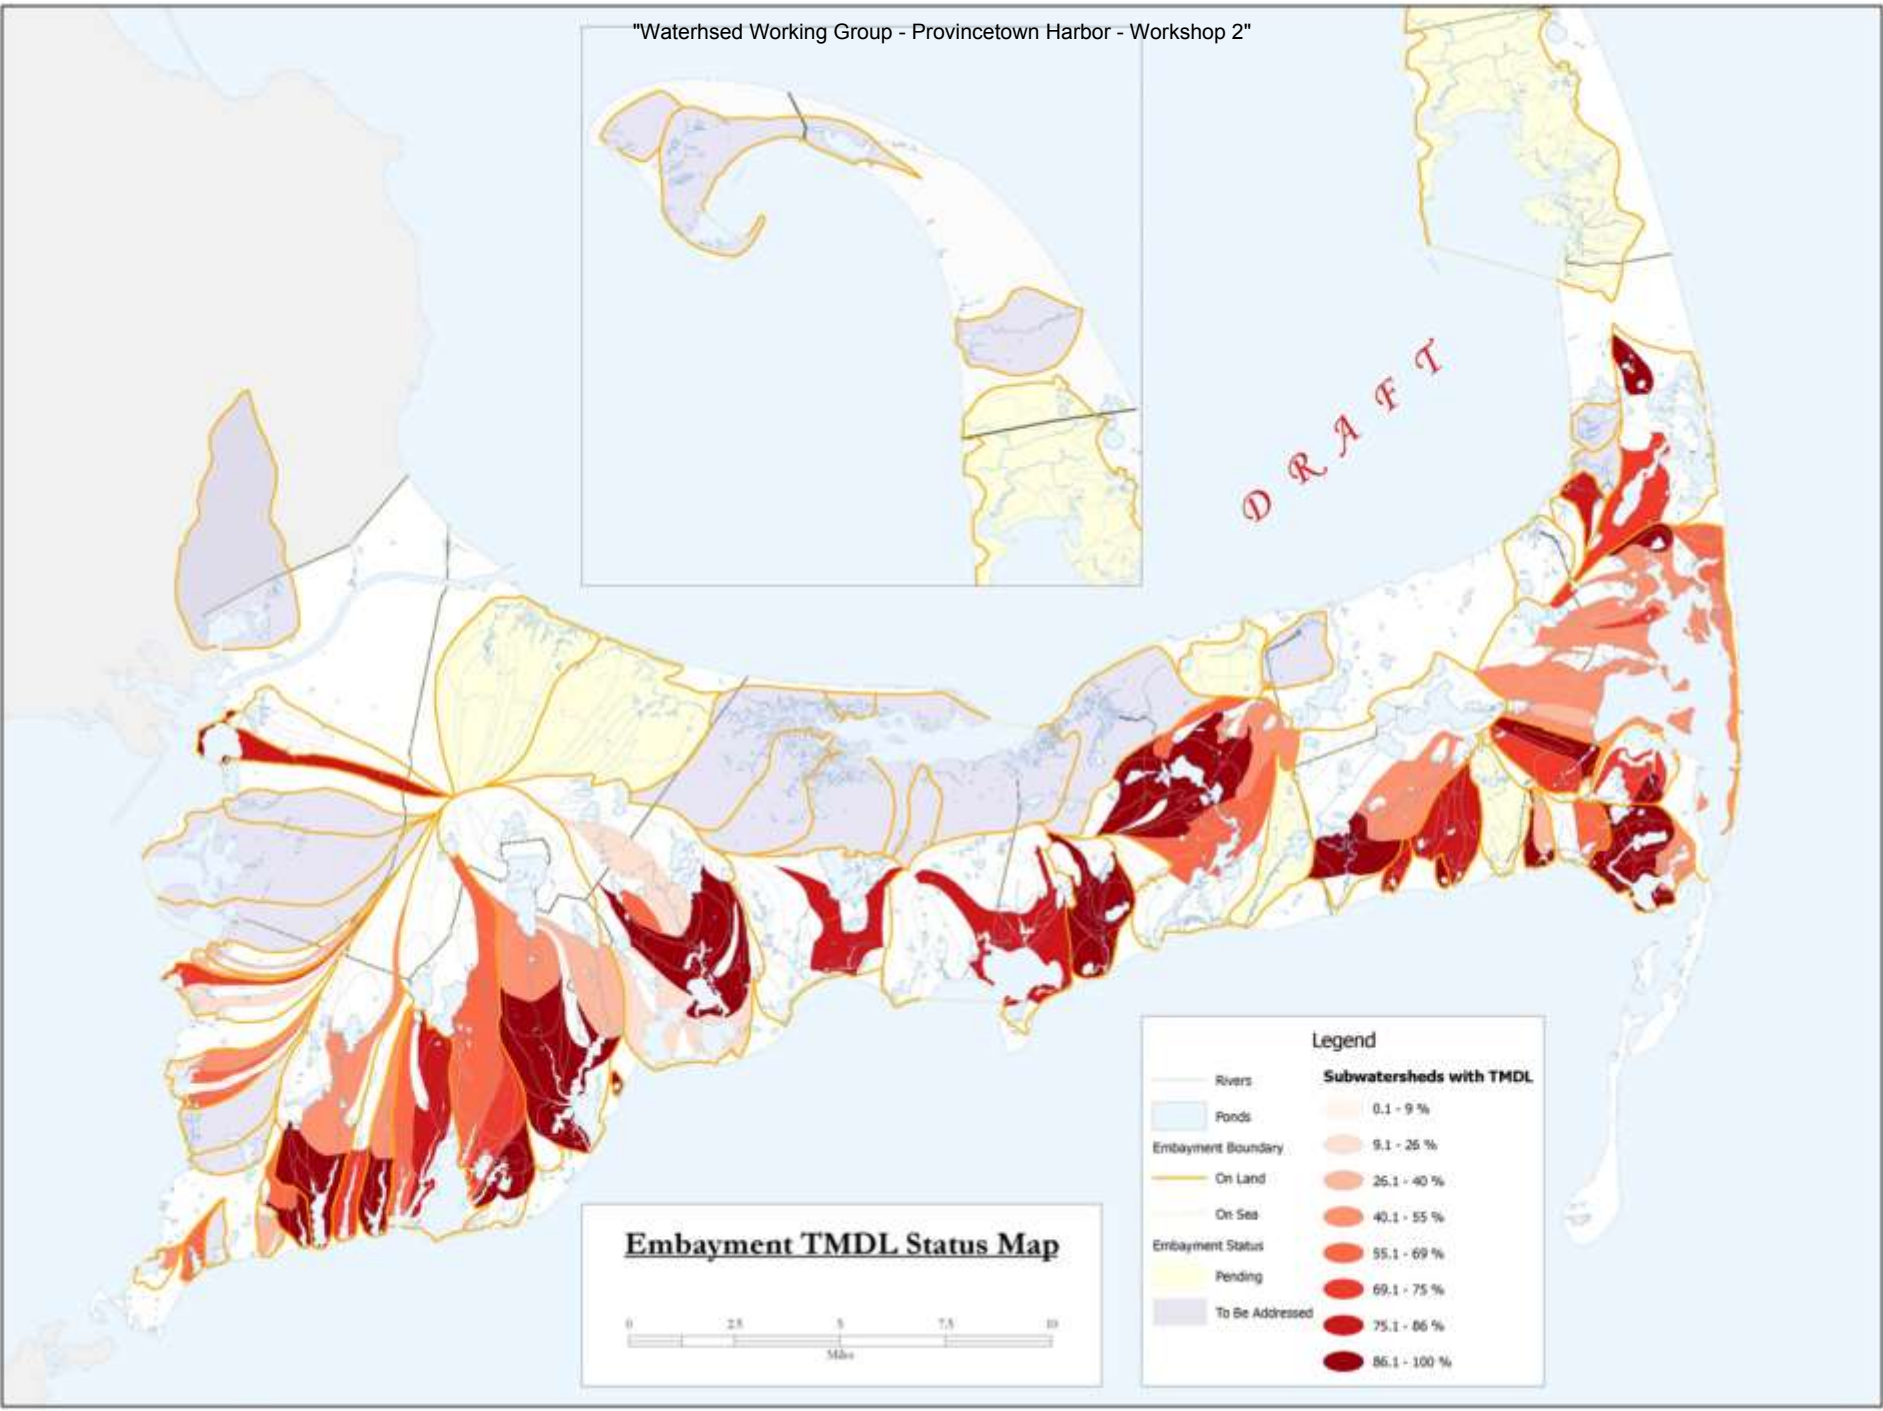 "Waterhsed Working Group - Provincetown Harbor - Workshop 2"
D R A F T
Embayment TMDL Status Map
0 2.5 5 7.5 10
Miles
Legend
Rivers
Ponds
Embayment Boundary
On Land
On Sea
Embayment Status
Pending
To Be Addressed
Subwatersheds with TMDL
0.1 - 9 %
9.1 - 26 %
26.1 - 40 %
40.1 - 55 %
55.1 - 69 %
69.1 - 75 %
75.1 - 86 %
86.1 - 100 %